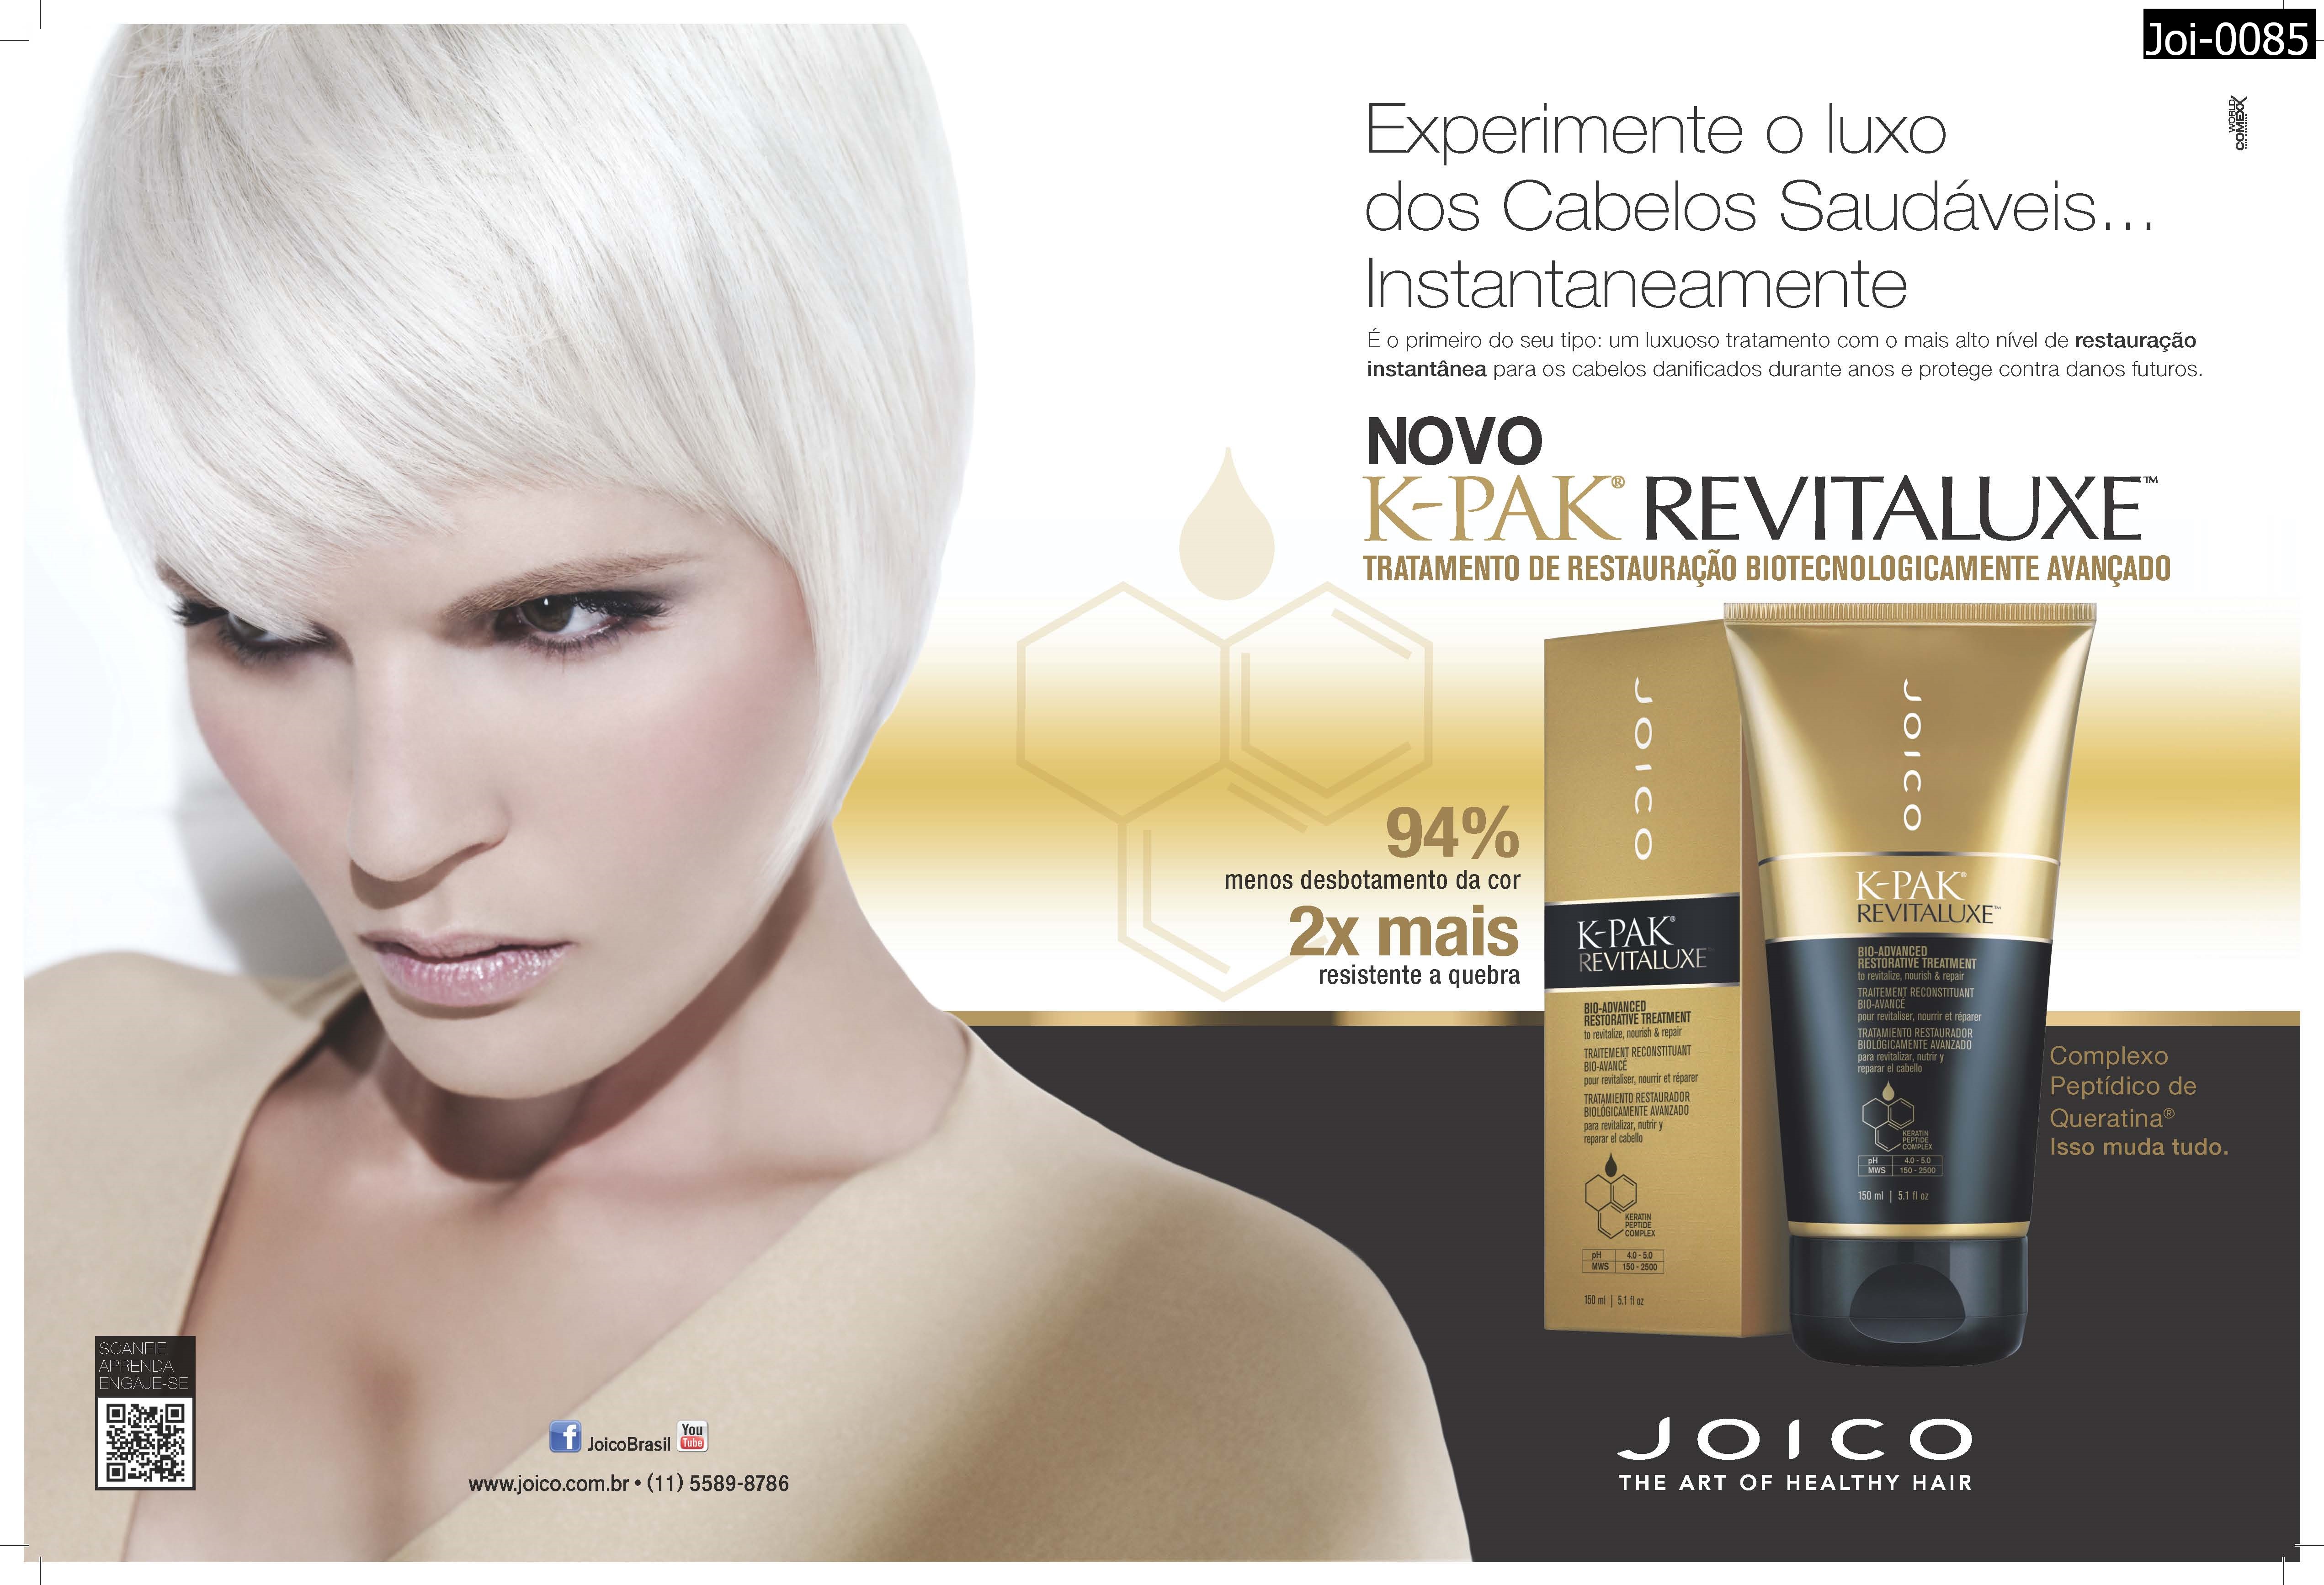 Joi-0085
WORLD
COMEXX
Experimente o luxo
dos Cabelos Saudáveis...
Instantaneamente
É o primeiro do seu tipo: um luxuoso tratamento com o mais alto nível de restauração
instantânea para os cabelos danificados durante anos e protege contra danos futuros.
NOVO
K-PAK® REVITALUXE™
TRATAMENTO DE RESTAURAÇÃO BIOTECNOLOGICAMENTE AVANÇADO
94%
menos desbotamento da cor
2x mais
resistente a quebra
JOICO
K-PAK®
REVITALUXE™
BIO-ADVANCED
RESTORATIVE TREATMENT
to revitalize, nourish & repair
TRAITEMENT RECONSTITUANT
BIO-AVANCÉ
pour revitaliser, nourrir et réparer
TRATAMIENTO RESTAURADOR
BIOLÓGICAMENTE AVANZADO
para revitalizar, nutrir y
reparar el cabello
KERATIN
PEPTIDE
COMPLEX
pH 4.0 - 5.0
MWS 150 - 2500
150 ml | 5.1 fl oz
JOICO
K-PAK®
REVITALUXE™
BIO-ADVANCED
RESTORATIVE TREATMENT
to revitalize, nourish & repair
TRAITEMENT RECONSTITUANT
BIO-AVANCÉ
pour revitaliser, nourrir et réparer
TRATAMIENTO RESTAURADOR
BIOLÓGICAMENTE AVANZADO
para revitalizar, nutrir y
reparar el cabello
KERATIN
PEPTIDE
COMPLEX
pH 4.0 - 5.0
MWS 150 - 2500
150 ml | 5.1 fl oz
Complexo
Peptídico de
Queratina®
Isso muda tudo.
SCANEIE
APRENDA
ENGAJE-SE
f JoicoBrasil You
Tube
www.joico.com.br • (11) 5589-8786
JOICO
THE ART OF HEALTHY HAIR